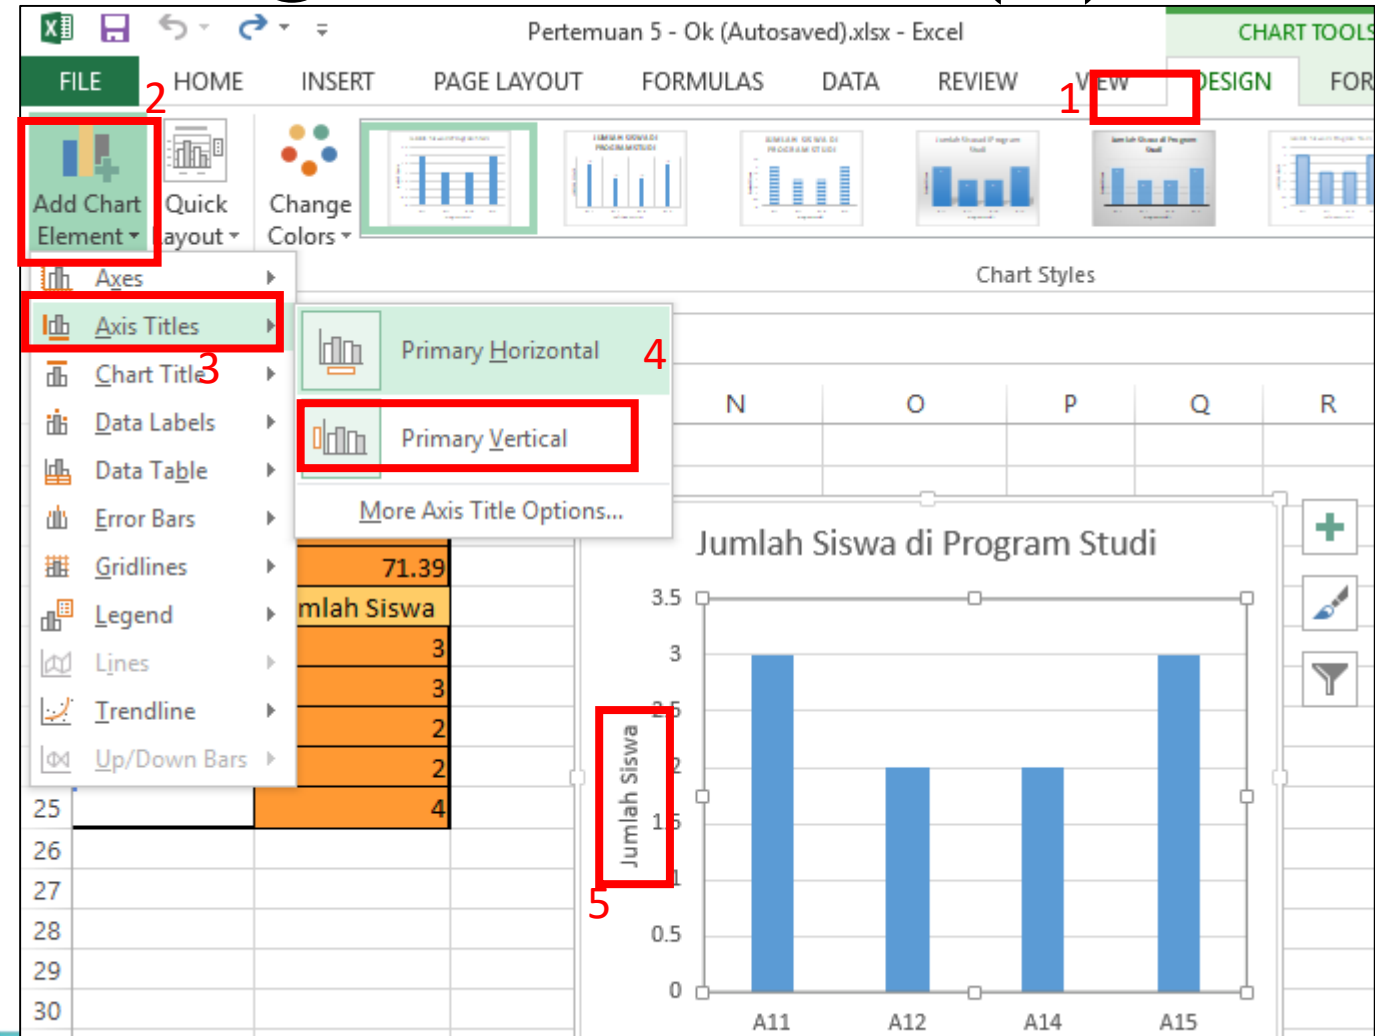 Pertemuan 5 - Ok (Autosaved).xlsx - Excel
CHART TOOLS
FILE HOME INSERT PAGE LAYOUT FORMULAS DATA REVIEW VIEW DESIGN FOR
2
1
Add Chart
Element
Quick
Layout
Change
Colors
Chart Styles
Axes
Axis Titles
3
Chart Title
Data Labels
Data Table
Error Bars
Gridlines
Legend
Lines
Trendline
Up/Down Bars
Primary Horizontal
4
Primary Vertical
More Axis Title Options...
N O P Q R
71.39
mlah Siswa
3
3
2
2
25 4
26
27
28
29
30
Jumlah Siswa di Program Studi
3.5
3
2.5
2
1.5
1
0.5
0
Jumlah Siswa
5
A11 A12 A14 A15